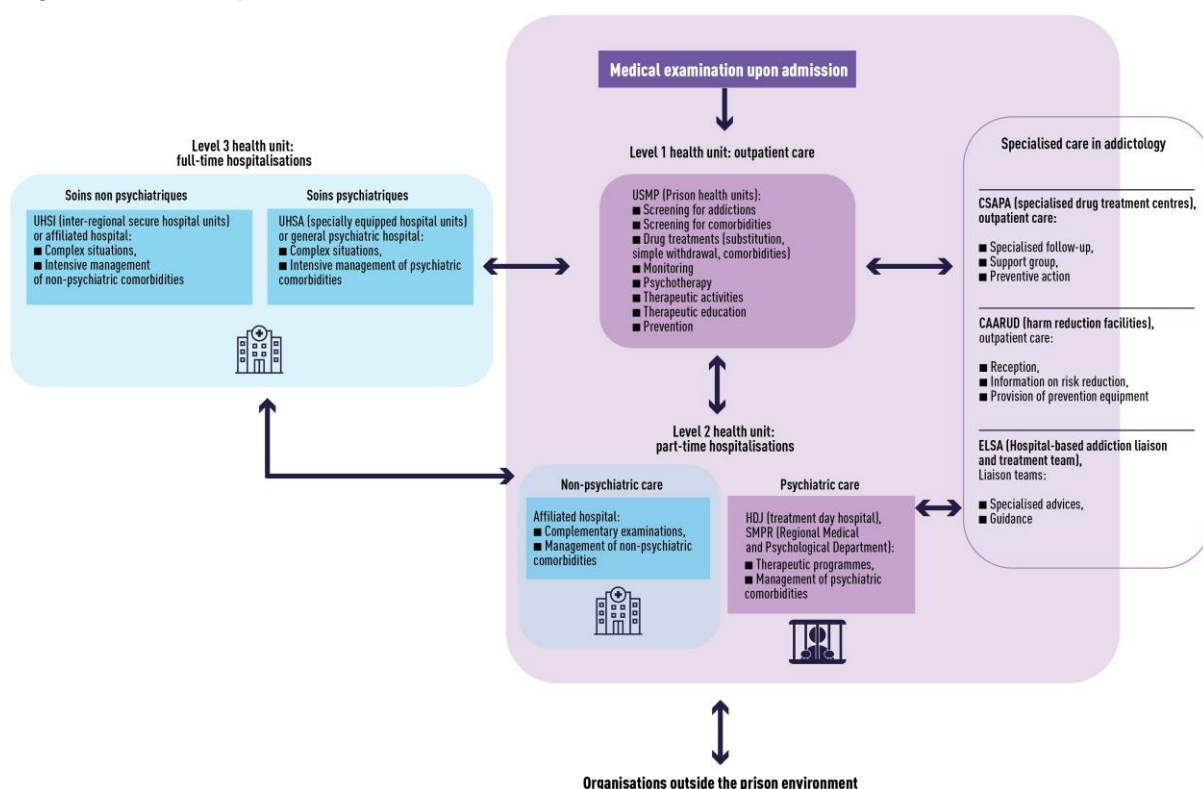 Medical examination upon admission
Level 3 health unit:
full-time hospitalisations
Soins non psychiatriques
UHSI (inter-regional secure hospital units)
or affiliated hospital:
■ Complex situations,
■ Intensive management
of non-psychiatric comorbidities
Soins psychiatriques
UHSA (specially equipped hospital units)
or general psychiatric hospital:
■ Complex situations,
■ Intensive management of psychiatric
comorbidities
Level 1 health unit: outpatient care
USMP (Prison health units):
■ Screening for addictions
■ Screening for comorbidities
■ Drug treatments (substitution,
simple withdrawal, comorbidities)
■ Monitoring
■ Psychotherapy
■ Therapeutic activities
■ Therapeutic education
■ Prevention
Specialised care in addictology
CSAPA (specialised drug treatment centres),
outpatient care:
■ Specialised follow-up,
■ Support group,
■ Preventive action
CAARUD (harm reduction facilities),
outpatient care:
■ Reception,
■ Information on risk reduction,
■ Provision of prevention equipment
ELSA (Hospital-based addiction liaison
and treatment team),
Liaison teams:
■ Specialised advices,
■ Guidance
Level 2 health unit:
part-time hospitalisations
Non-psychiatric care
Affiliated hospital:
■ Complementary examinations,
■ Management of non-psychiatric
comorbidities
Psychiatric care
HDJ (treatment day hospital),
SMPR (Regional Medical
and Psychological Department):
■ Therapeutic programmes,
■ Management of psychiatric
comorbidities
Organisations outside the prison environment